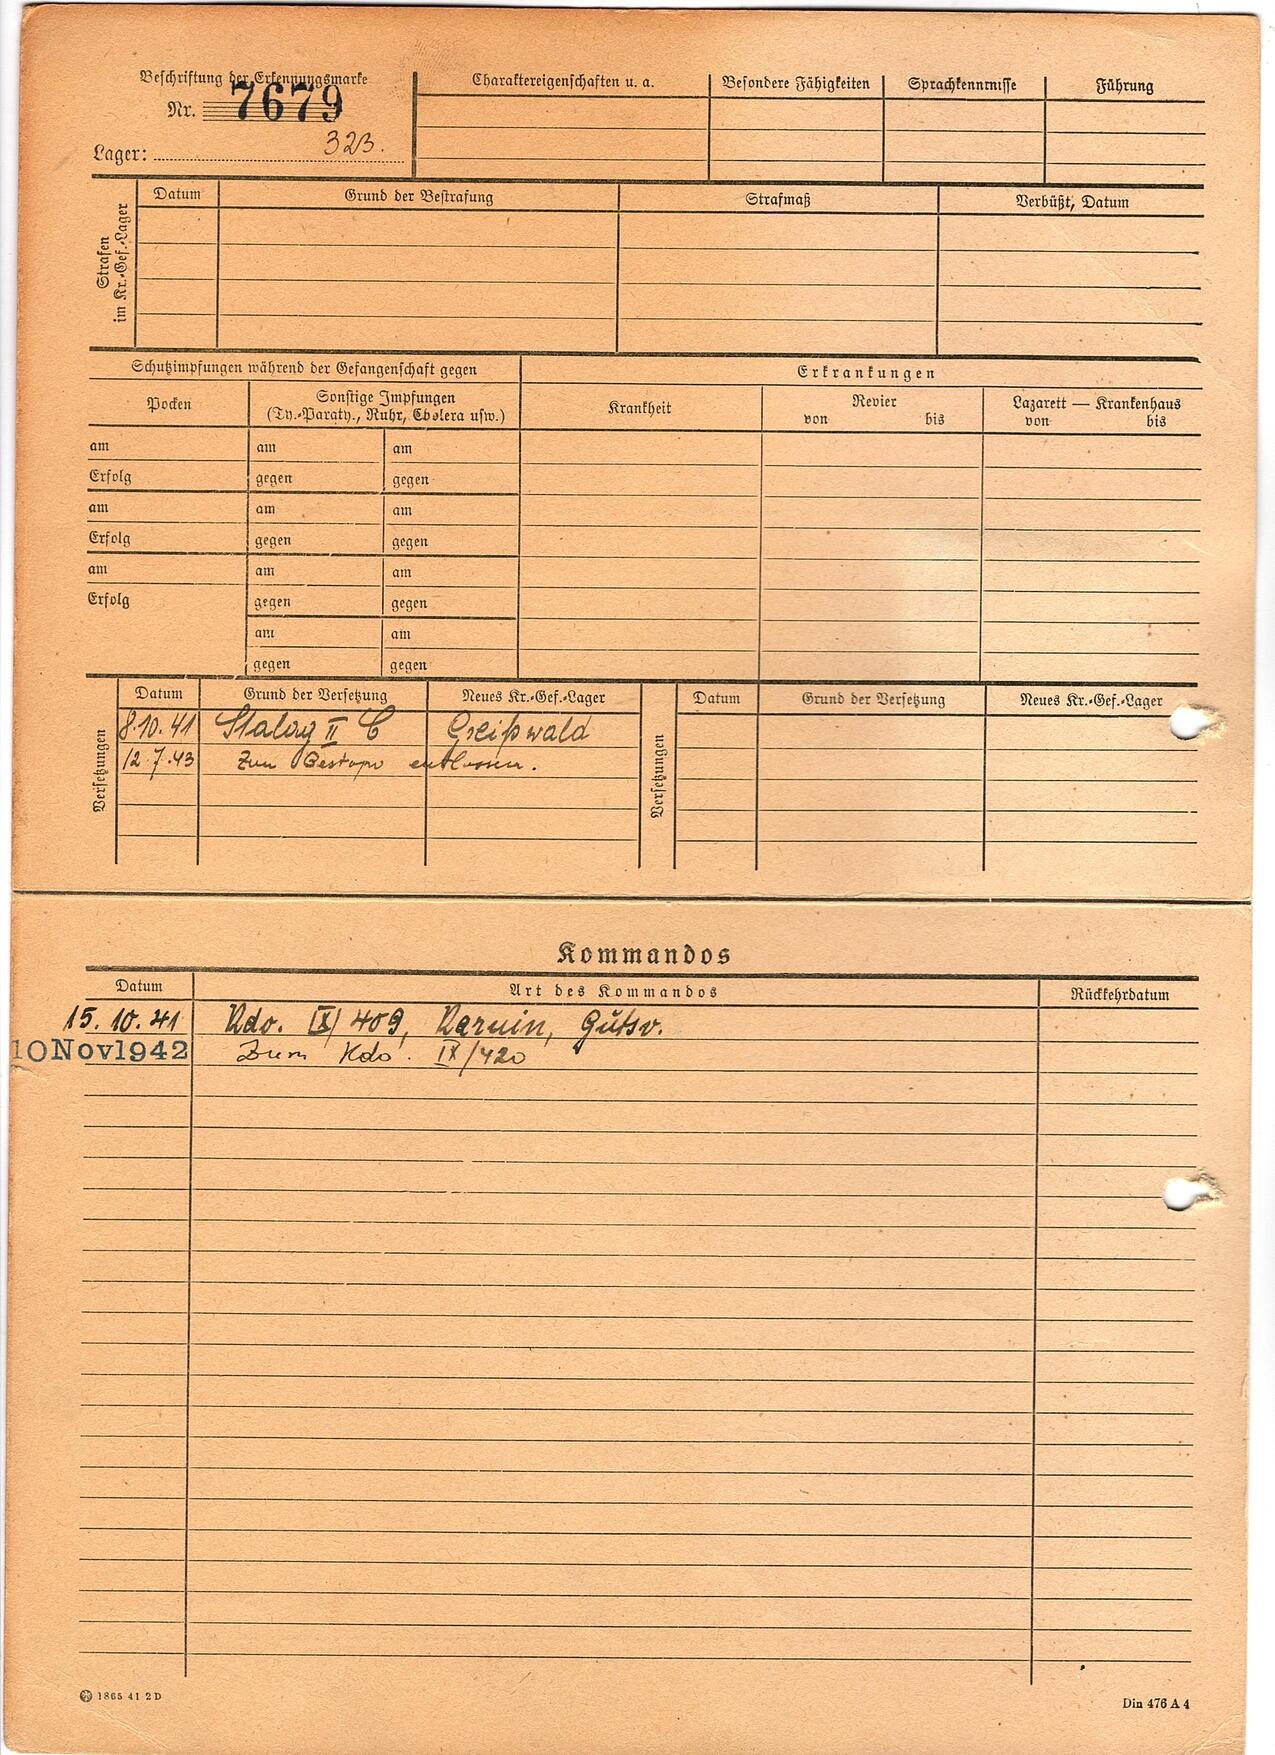 Beschriftung der Erkennungsmarke
Nr. 7679
Lager: 323.
Charaktereigenschaften u. a. Besondere Fähigkeiten Sprachkenntnisse Führung
Strafen im Kr.-Gef.-Lager
Datum Grund der Bestrafung Strafmaß Verbüßt, Datum
Schutzimpfungen während der Gefangenschaft gegen
Pocken
Sonstige Impfungen
(Ty.-Paraty., Ruhr, Cholera usw.)
Erkrankungen
Krankheit
Revier
von bis
Lazarett — Krankenhaus
von bis
am am am
Erfolg gegen gegen
am am am
Erfolg gegen gegen
am am am
Erfolg gegen gegen
am am
gegen gegen
Versetzungen
Datum Grund der Versetzung Neues Kr.-Gef.-Lager
8.10.41 Stalag II C Greifswald
12.7.43 Zur Gestapo entlassen.
Versetzungen
Datum Grund der Versetzung Neues Kr.-Gef.-Lager
Kommandos
Datum Art des Kommandos Rückkehrdatum
15.10.41 Kdo. IX/409, Karuin, Gutsv.
10 Nov 1942 Zum Kdo. IX/420
1865 41 2D
Din 476 A 4